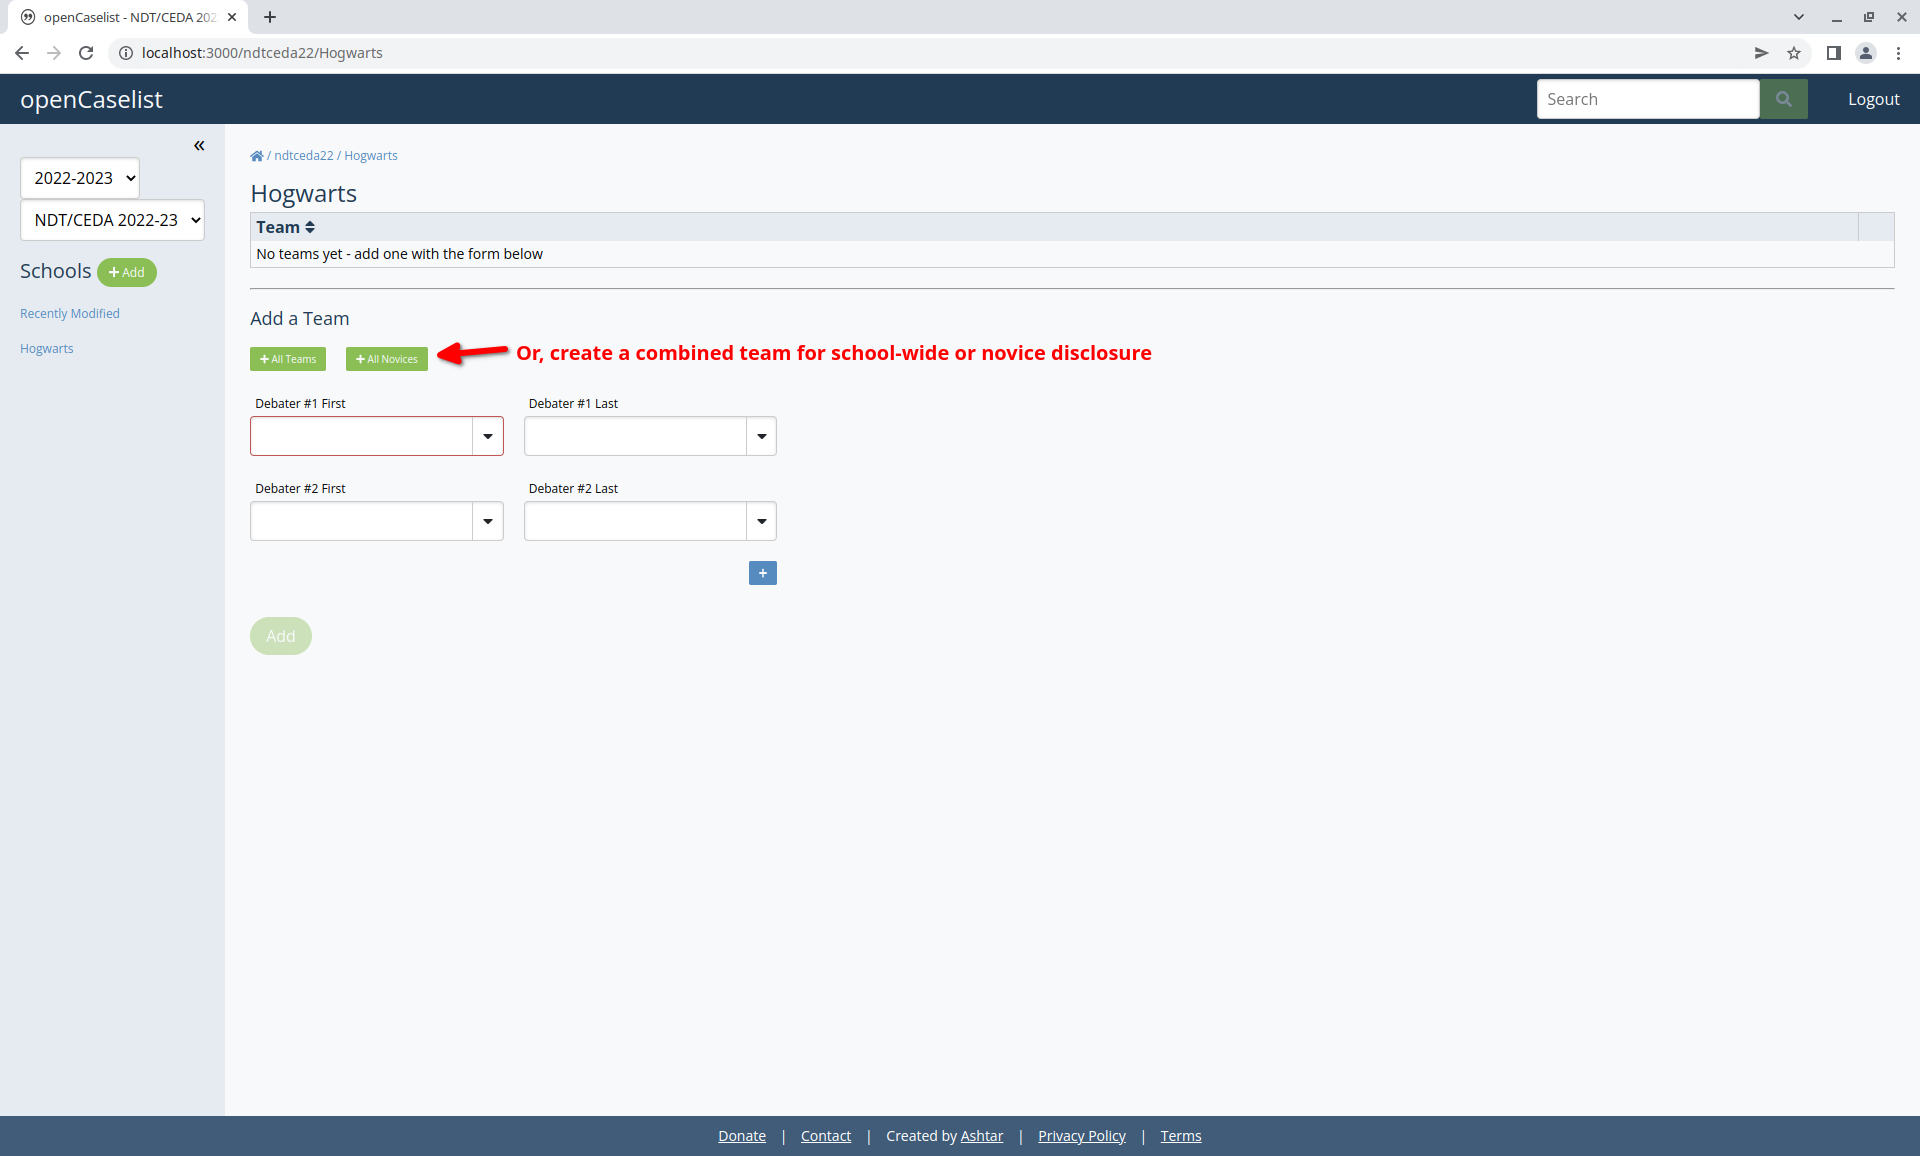 openCaselist - NDT/CEDA 202
localhost:3000/ndtceda22/Hogwarts
openCaselist
Search
Logout
«
2022-2023
NDT/CEDA 2022-23
Schools
+ Add
Recently Modified
Hogwarts
/ ndtceda22 / Hogwarts
Hogwarts
Team
No teams yet - add one with the form below
Add a Team
+ All Teams
+ All Novices
Or, create a combined team for school-wide or novice disclosure
Debater #1 First
Debater #1 Last
Debater #2 First
Debater #2 Last
+
Add
Donate | Contact | Created by Ashtar | Privacy Policy | Terms